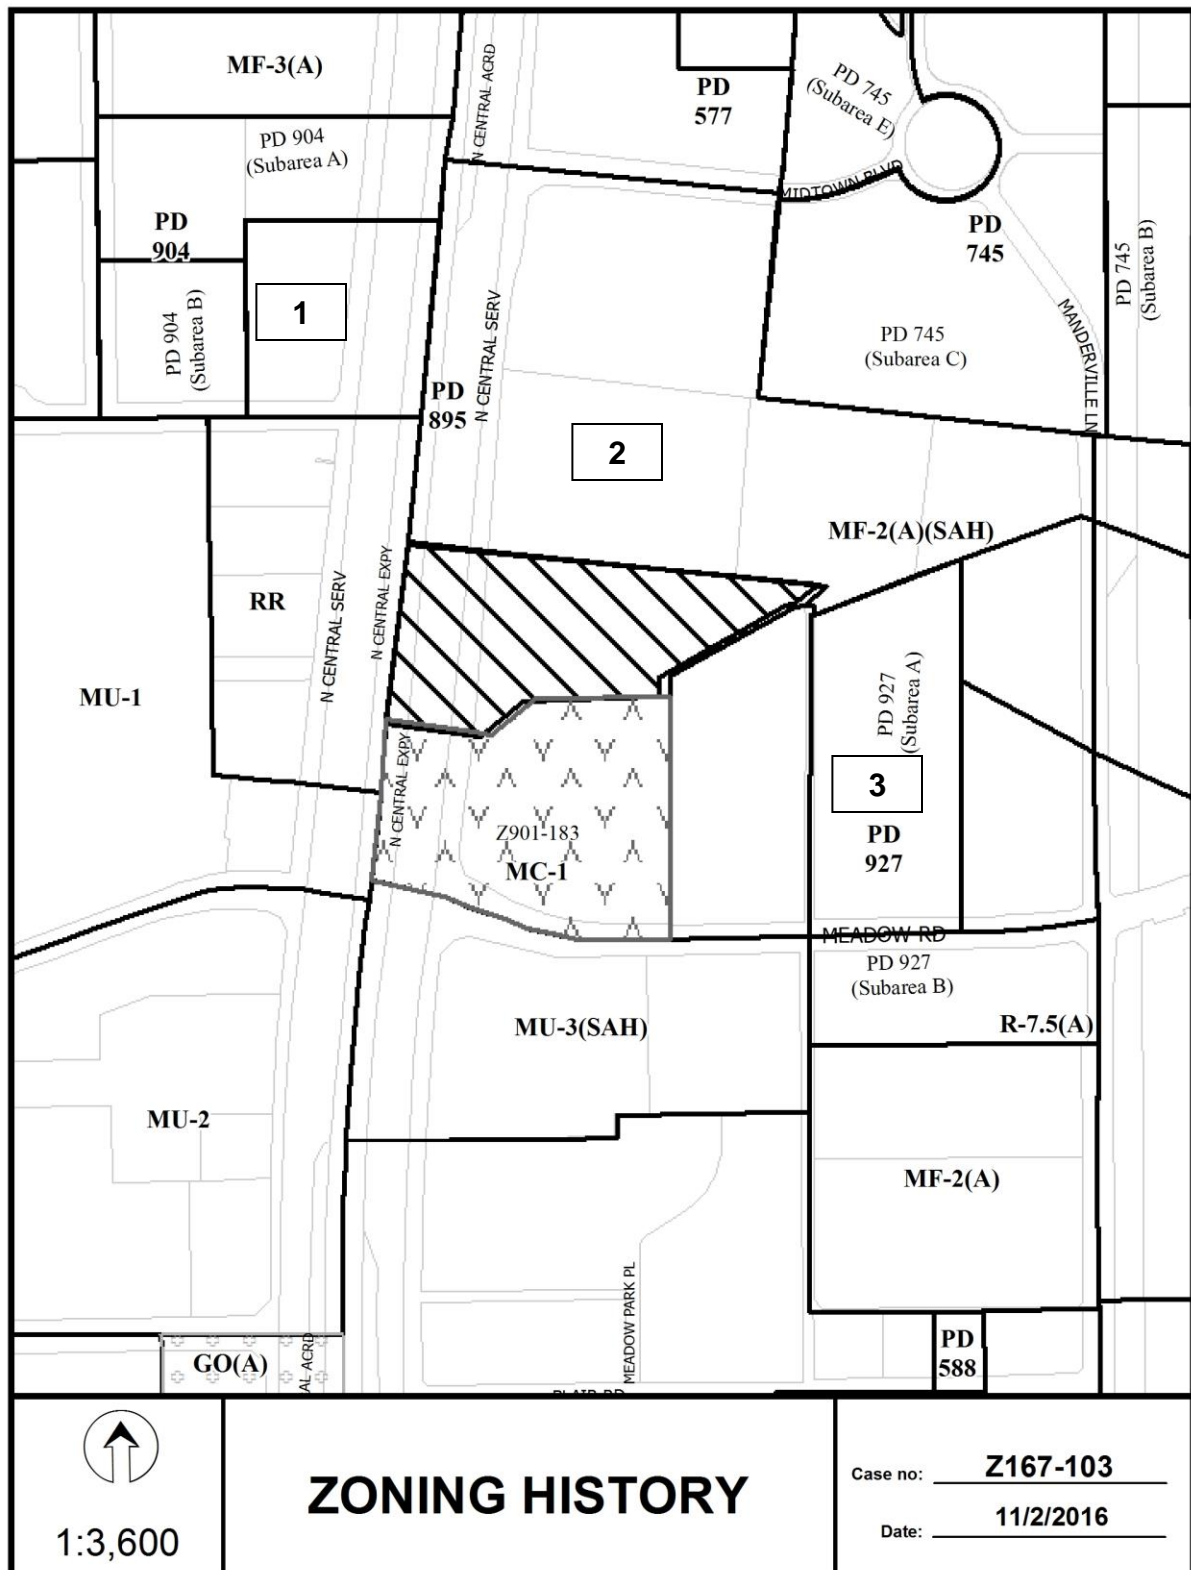 MF-3(A)
N CENTRAL ACRD
PD
577
PD 745
(Subarea E)
PD 904
(Subarea A)
MIDTOWN BLVD
PD
904
PD
745
PD 745
(Subarea B)
1
PD 904
(Subarea B)
N CENTRAL SERV
MANDERVILLE LN
PD 745
(Subarea C)
PD
895
2
MF-2(A)(SAH)
RR
N CENTRAL SERV
N CENTRAL EXPY
MU-1
PD 927
(Subarea A)
3
N CENTRAL EXPY
Z901-183
MC-1
PD
927
MEADOW RD
PD 927
(Subarea B)
MU-3(SAH)
R-7.5(A)
MU-2
MF-2(A)
MEADOW PARK PL
GO(A)
AL ACRD
PD
588
BLAIR RD
1:3,600
ZONING HISTORY
Case no: Z167-103
Date: 11/2/2016